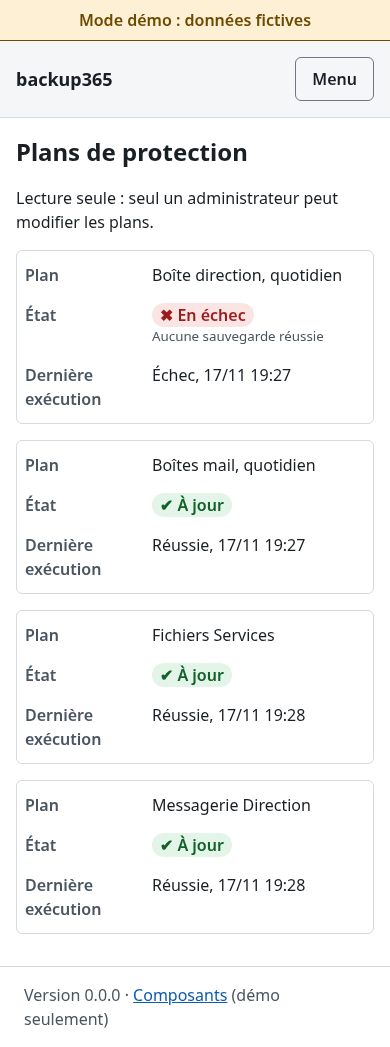 Mode démo : données fictives
backup365
Menu
Plans de protection
Lecture seule : seul un administrateur peut
modifier les plans.
Plan Boîte direction, quotidien
État ✖ En échec
Aucune sauvegarde réussie
Dernière exécution Échec, 17/11 19:27
Plan Boîtes mail, quotidien
État ✔ À jour
Dernière exécution Réussie, 17/11 19:27
Plan Fichiers Services
État ✔ À jour
Dernière exécution Réussie, 17/11 19:28
Plan Messagerie Direction
État ✔ À jour
Dernière exécution Réussie, 17/11 19:28
Version 0.0.0 · Composants (démo
seulement)